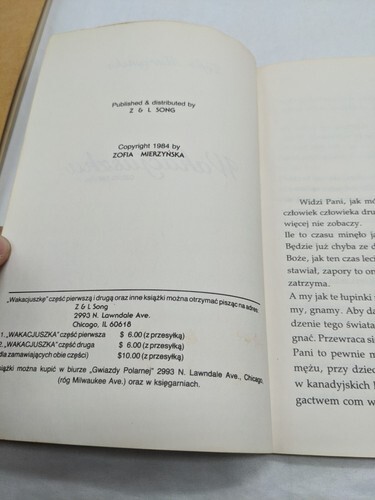 Published & distributed by
Z & L SONG
Copyright 1984 by
ZOFIA MIERZYŃSKA
„Wakacjuszkę" część pierwszą i drugą oraz inne książki można otrzymać pisząc na adres:
Z & L Song
2993 N. Lawndale Ave.
Chicago, IL 60618
1. „WAKACJUSZKA" część pierwsza $ 6.00 (z przesyłką)
2. „WAKACJUSZKA" część druga $ 6.00 (z przesyłką)
dla zamawiających obie części $10.00 (z przesyłką)
książki można kupić w biurze „Gwiazdy Polarnej" 2993 N. Lawndale Ave., Chicago,
(róg Milwaukee Ave.) oraz w księgarniach.
Widzi Pani, jak
człowiek człowieka
więcej nie zobaczy.
Ile to czasu minęło
Będzie już chyba ze
Boże, jak ten czas
stawiał, zapory to
zatrzyma.
A my jak te łupinki
my, gnamy. Aby
dzenie tego świata.
gnać. Przewraca
Pani to pewnie
mężu, przy
w kanadyjskich
gactwem com